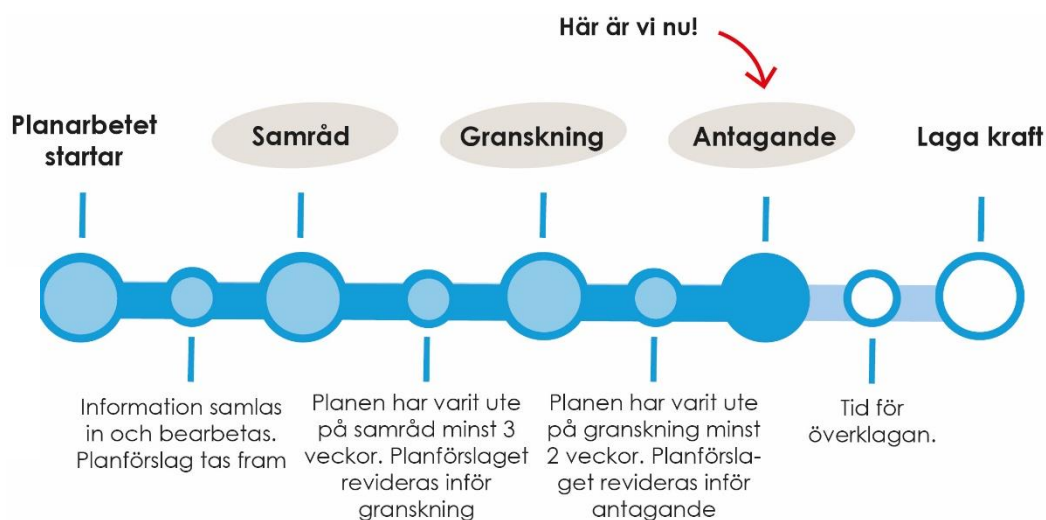 Här är vi nu!
Planarbetet
startar
Samråd
Granskning
Antagande
Laga kraft
Information samlas
in och bearbetas.
Planförslag tas fram
Planen har varit ute
på samråd minst 3
veckor. Planförslaget
revideras inför
granskning
Planen har varit ute
på granskning minst
2 veckor. Planförsla-
get revideras inför
antagande
Tid för
överklagan.